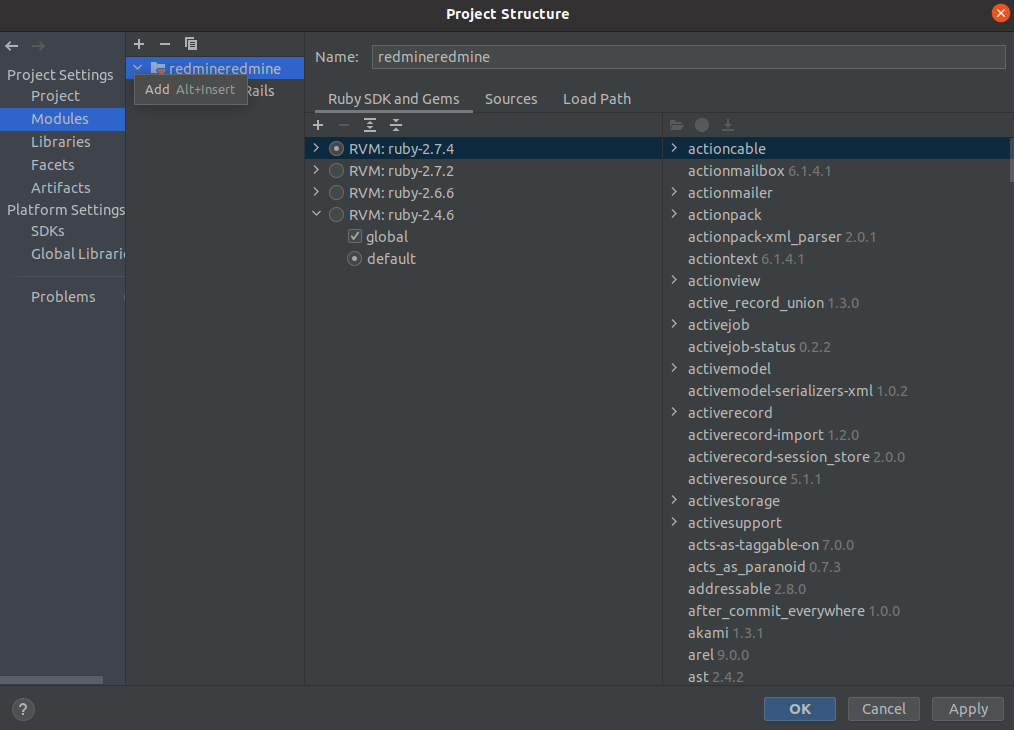 Project Structure
Project Settings
Project
Modules
Libraries
Facets
Artifacts
Platform Settings
SDKs
Global Librari
Problems
redmineredmine
Rails
Add Alt+Insert
Name: redmineredmine
Ruby SDK and Gems Sources Load Path
RVM: ruby-2.7.4
RVM: ruby-2.7.2
RVM: ruby-2.6.6
RVM: ruby-2.4.6
global
default
actioncable
actionmailbox 6.1.4.1
actionmailer
actionpack
actionpack-xml_parser 2.0.1
actiontext 6.1.4.1
actionview
active_record_union 1.3.0
activejob
activejob-status 0.2.2
activemodel
activemodel-serializers-xml 1.0.2
activerecord
activerecord-import 1.2.0
activerecord-session_store 2.0.0
activeresource 5.1.1
activestorage
activesupport
acts-as-taggable-on 7.0.0
acts_as_paranoid 0.7.3
addressable 2.8.0
after_commit_everywhere 1.0.0
akami 1.3.1
arel 9.0.0
ast 2.4.2
?
OK Cancel Apply